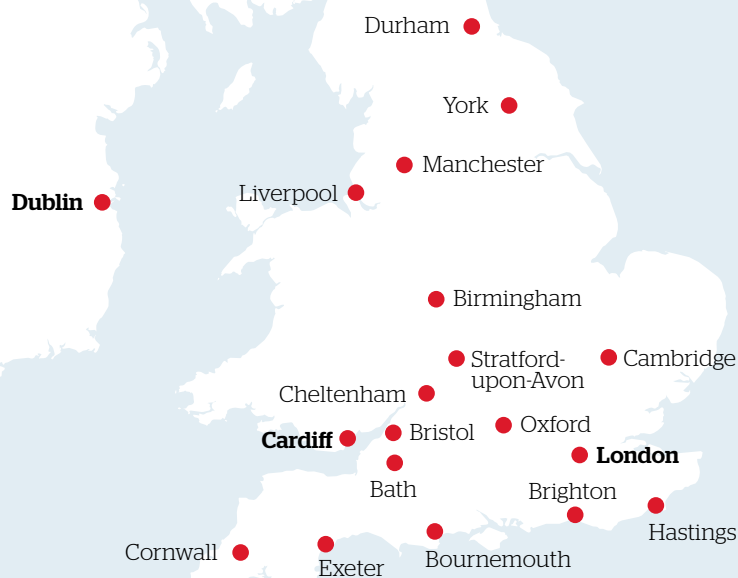 Durham
York
Manchester
Liverpool
Dublin
Birmingham
Stratford-
upon-Avon
Cambridge
Cheltenham
Oxford
Bristol
Cardiff
London
Bath
Brighton
Hastings
Cornwall
Bournemouth
Exeter